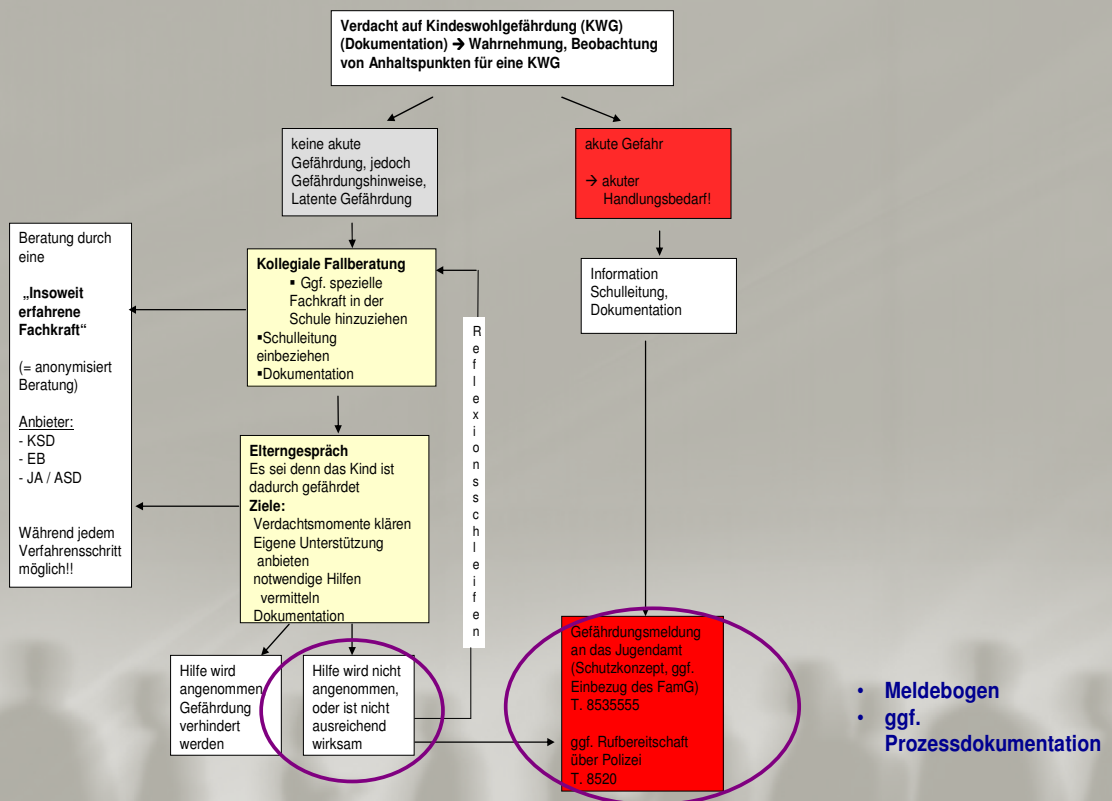 Verdacht auf Kindeswohlgefährdung (KWG)
(Dokumentation) → Wahrnehmung, Beobachtung
von Anhaltspunkten für eine KWG
keine akute
Gefährdung, jedoch
Gefährdungshinweise,
Latente Gefährdung
akute Gefahr
→ akuter
Handlungsbedarf!
Beratung durch
eine
„Insoweit
erfahrene
Fachkraft“
(= anonymisiert
Beratung)
Anbieter:
- KSD
- EB
- JA / ASD
Während jedem
Verfahrensschritt
möglich!!
Kollegiale Fallberatung
▪ Ggf. spezielle
Fachkraft in der
Schule hinzuziehen
▪Schulleitung
einbeziehen
▪Dokumentation
Information
Schulleitung,
Dokumentation
Reflexionsschleifen
Elterngespräch
Es sei denn das Kind ist
dadurch gefährdet
Ziele:
Verdachtsmomente klären
Eigene Unterstützung
anbieten
notwendige Hilfen
vermitteln
Dokumentation
Hilfe wird
angenommen
Gefährdung
verhindert
werden
Hilfe wird nicht
angenommen,
oder ist nicht
ausreichend
wirksam
Gefährdungsmeldung
an das Jugendamt
(Schutzkonzept, ggf.
Einbezug des FamG)
T. 8535555
ggf. Rufbereitschaft
über Polizei
T. 8520
• Meldebogen
• ggf.
Prozessdokumentation